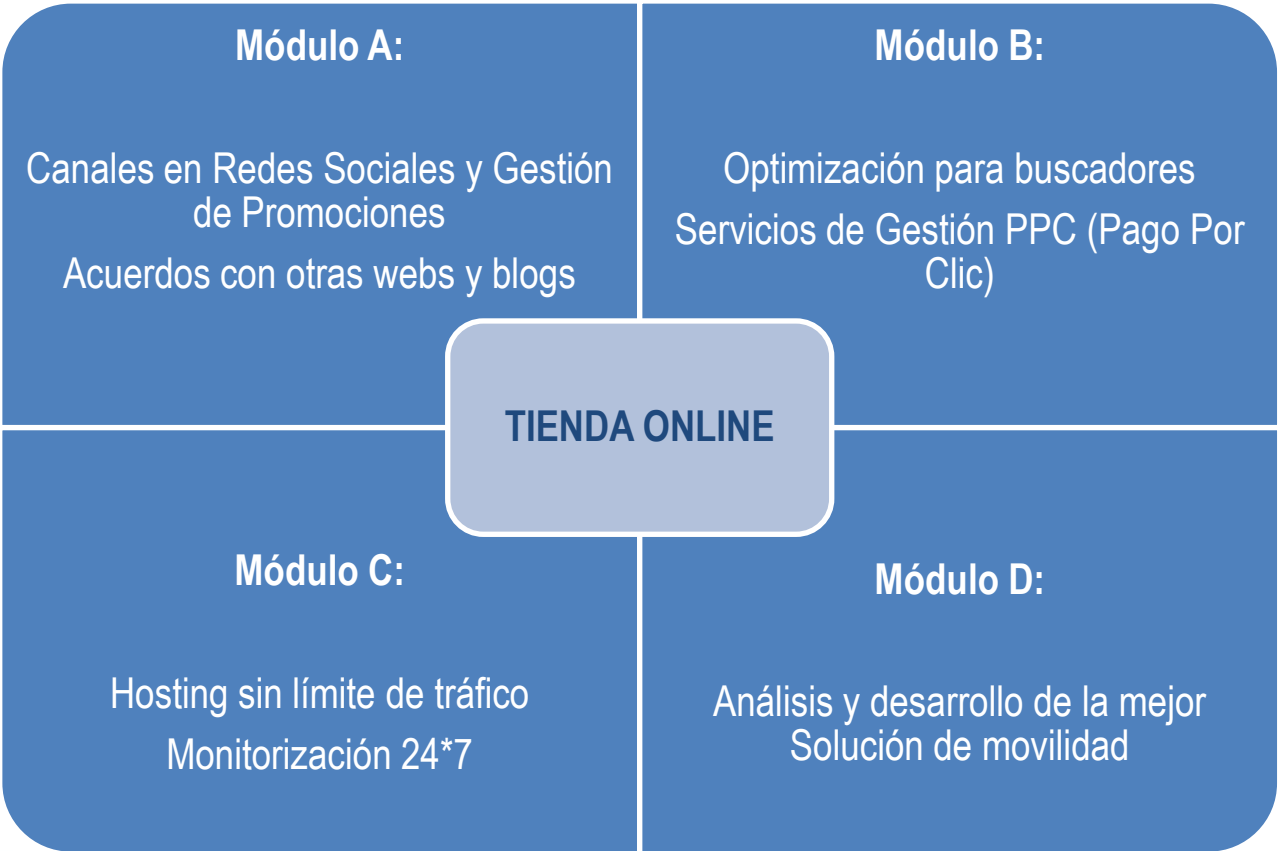 Módulo A:
Canales en Redes Sociales y Gestión
de Promociones
Acuerdos con otras webs y blogs
Módulo B:
Optimización para buscadores
Servicios de Gestión PPC (Pago Por
Clic)
TIENDA ONLINE
Módulo C:
Hosting sin límite de tráfico
Monitorización 24*7
Módulo D:
Análisis y desarrollo de la mejor
Solución de movilidad